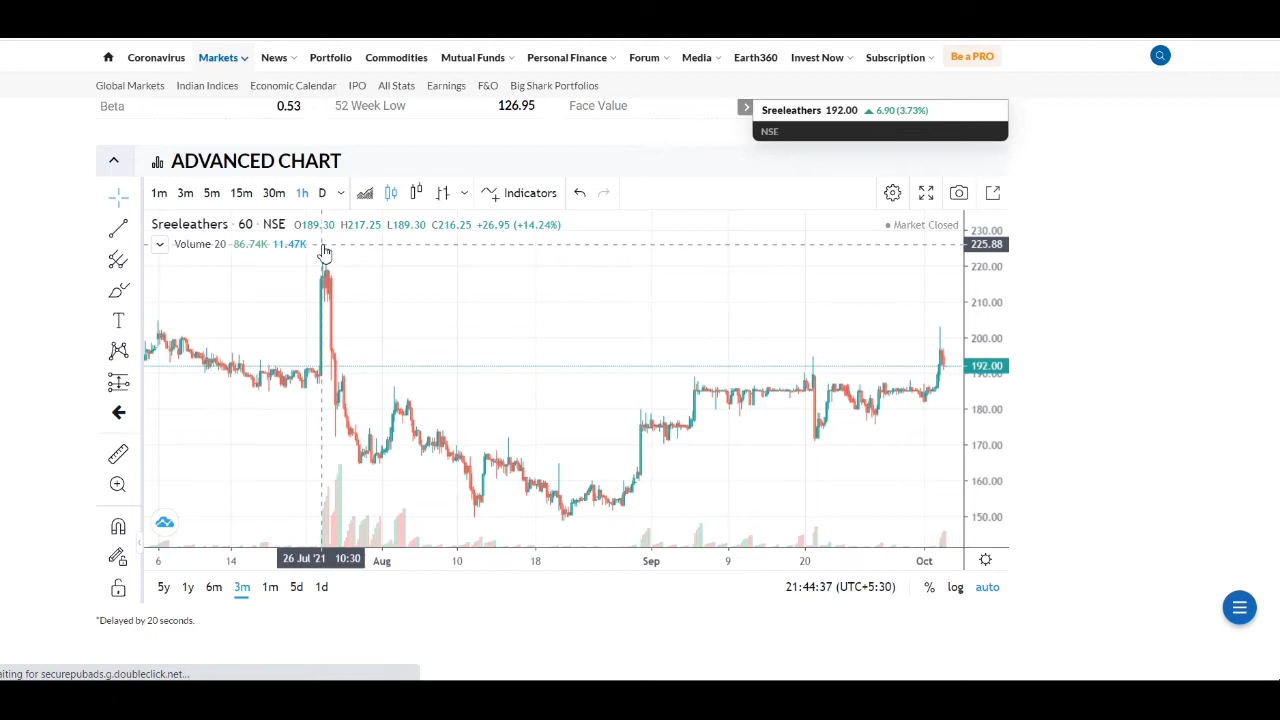 Coronavirus Markets News Portfolio Commodities Mutual Funds Personal Finance Forum Media Earth360 Invest Now Subscription Be a PRO
Global Markets Indian Indices Economic Calendar IPO All Stats Earnings F&O Big Shark Portfolios
Beta 0.53 52 Week Low 126.95 Face Value
Sreeleathers 192.00 6.90 (3.73%)
NSE
ADVANCED CHART
1m 3m 5m 15m 30m 1h D Indicators
Sreeleathers · 60 · NSE O189.30 H217.25 L189.30 C216.25 +26.95 (+14.24%) Market Closed
Volume 20 86.74K 11.47K
230.00
225.88
220.00
210.00
200.00
192.00
190.00
180.00
170.00
160.00
150.00
6 14 26 Jul '21 10:30 Aug 10 18 Sep 9 20 Oct
5y 1y 6m 3m 1m 5d 1d 21:44:37 (UTC+5:30) % log auto
*Delayed by 20 seconds.
aiting for securepubads.g.doubleclick.net...